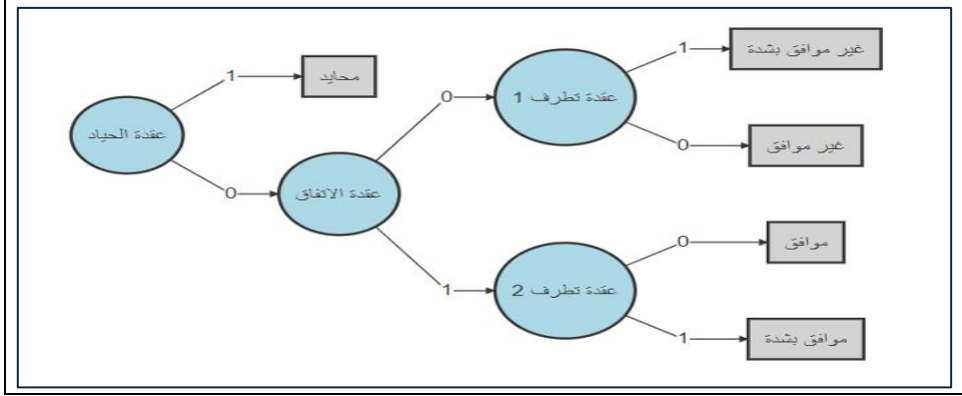 عقدة الحياد
1
محايد
0
عقدة الاتفاق
0
عقدة تطرف 1
1
غير موافق بشدة
0
غير موافق
1
عقدة تطرف 2
0
موافق
1
موافق بشدة